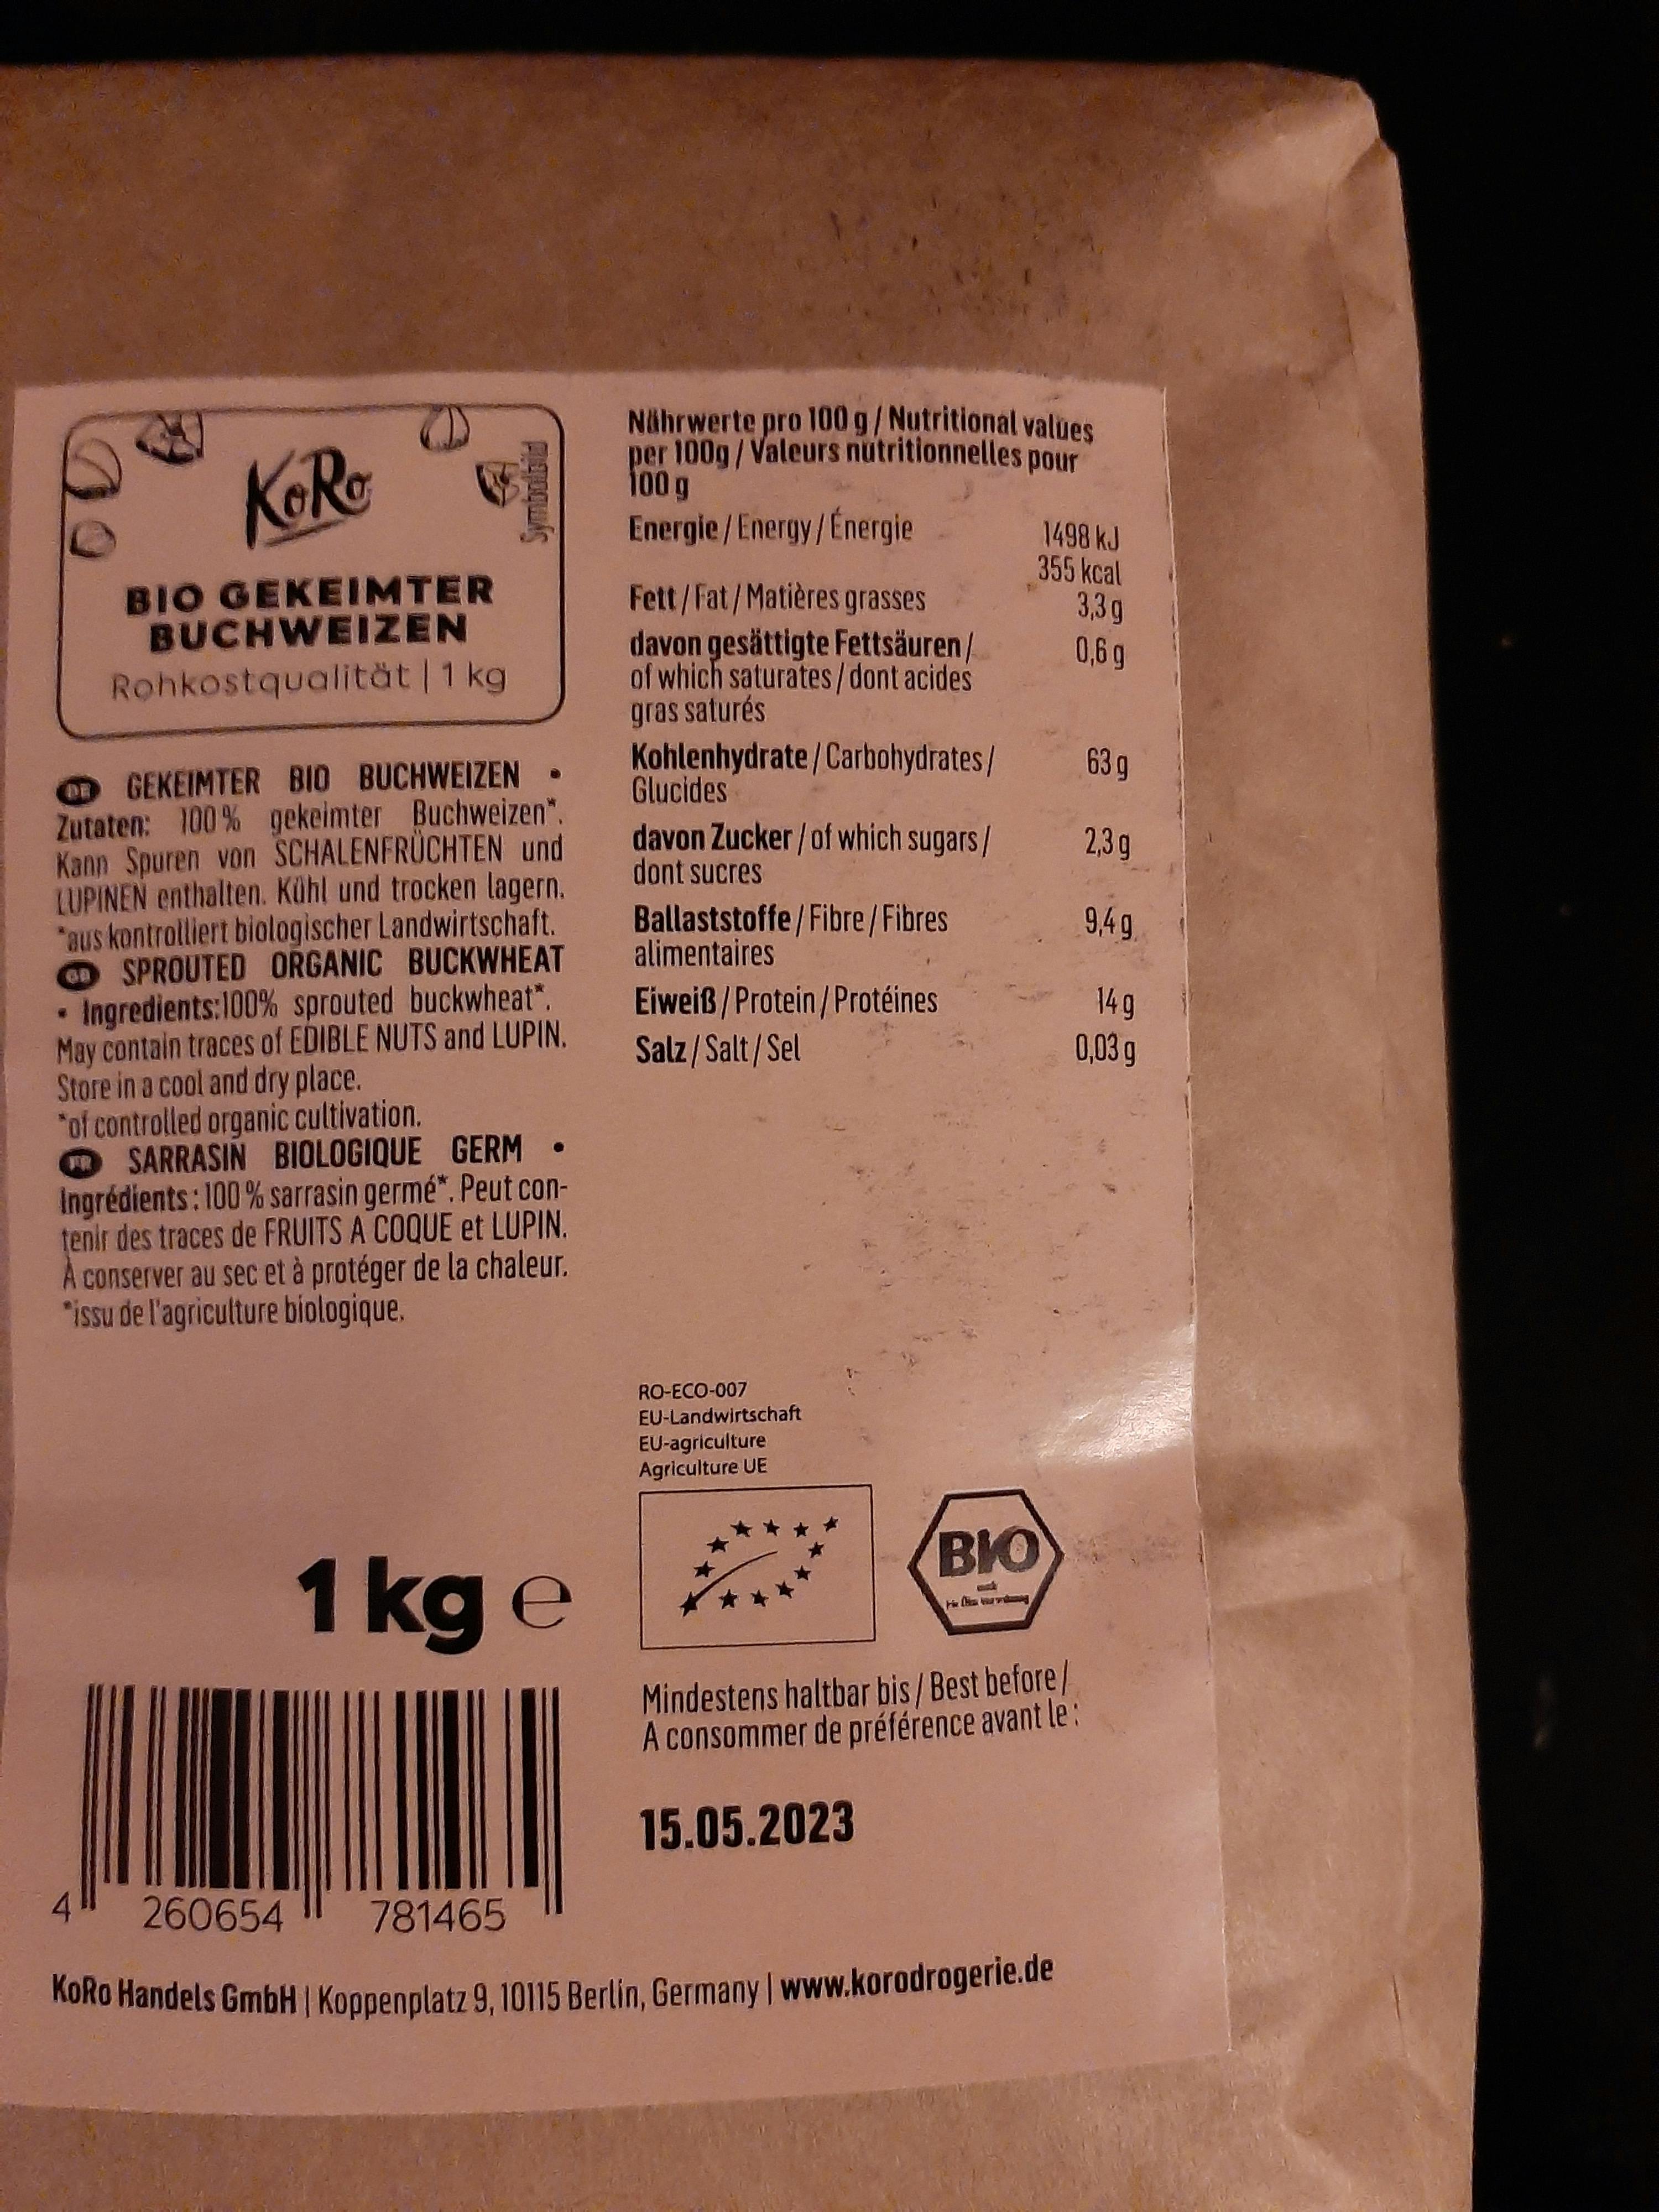 KoRo
Symbolbild
BIO GEKEIMTER
BUCHWEIZEN
Rohkostqualität | 1 kg
DE GEKEIMTER BIO BUCHWEIZEN •
Zutaten: 100 % gekeimter Buchweizen*.
Kann Spuren von SCHALENFRÜCHTEN und
LUPINEN enthalten. Kühl und trocken lagern.
*aus kontrolliert biologischer Landwirtschaft.
GB SPROUTED ORGANIC BUCKWHEAT
• Ingredients:100% sprouted buckwheat*.
May contain traces of EDIBLE NUTS and LUPIN.
Store in a cool and dry place.
*of controlled organic cultivation.
FR SARRASIN BIOLOGIQUE GERM •
Ingrédients : 100 % sarrasin germé*. Peut con-
tenir des traces de FRUITS A COQUE et LUPIN.
À conserver au sec et à protéger de la chaleur.
*issu de l'agriculture biologique.
1 kg e
4 260654 781465
Nährwerte pro 100 g / Nutritional values
per 100g / Valeurs nutritionnelles pour
100 g
Energie / Energy / Énergie 1498 kJ
355 kcal
Fett / Fat / Matières grasses 3,3 g
davon gesättigte Fettsäuren / 0,6 g
of which saturates / dont acides
gras saturés
Kohlenhydrate / Carbohydrates / 63 g
Glucides
davon Zucker / of which sugars / 2,3 g
dont sucres
Ballaststoffe / Fibre / Fibres 9,4 g
alimentaires
Eiweiß / Protein / Protéines 14 g
Salz / Salt / Sel 0,03 g
RO-ECO-007
EU-Landwirtschaft
EU-agriculture
Agriculture UE
BIO
Mindestens haltbar bis / Best before /
A consommer de préférence avant le :
15.05.2023
KoRo Handels GmbH | Koppenplatz 9, 10115 Berlin, Germany | www.korodrogerie.de